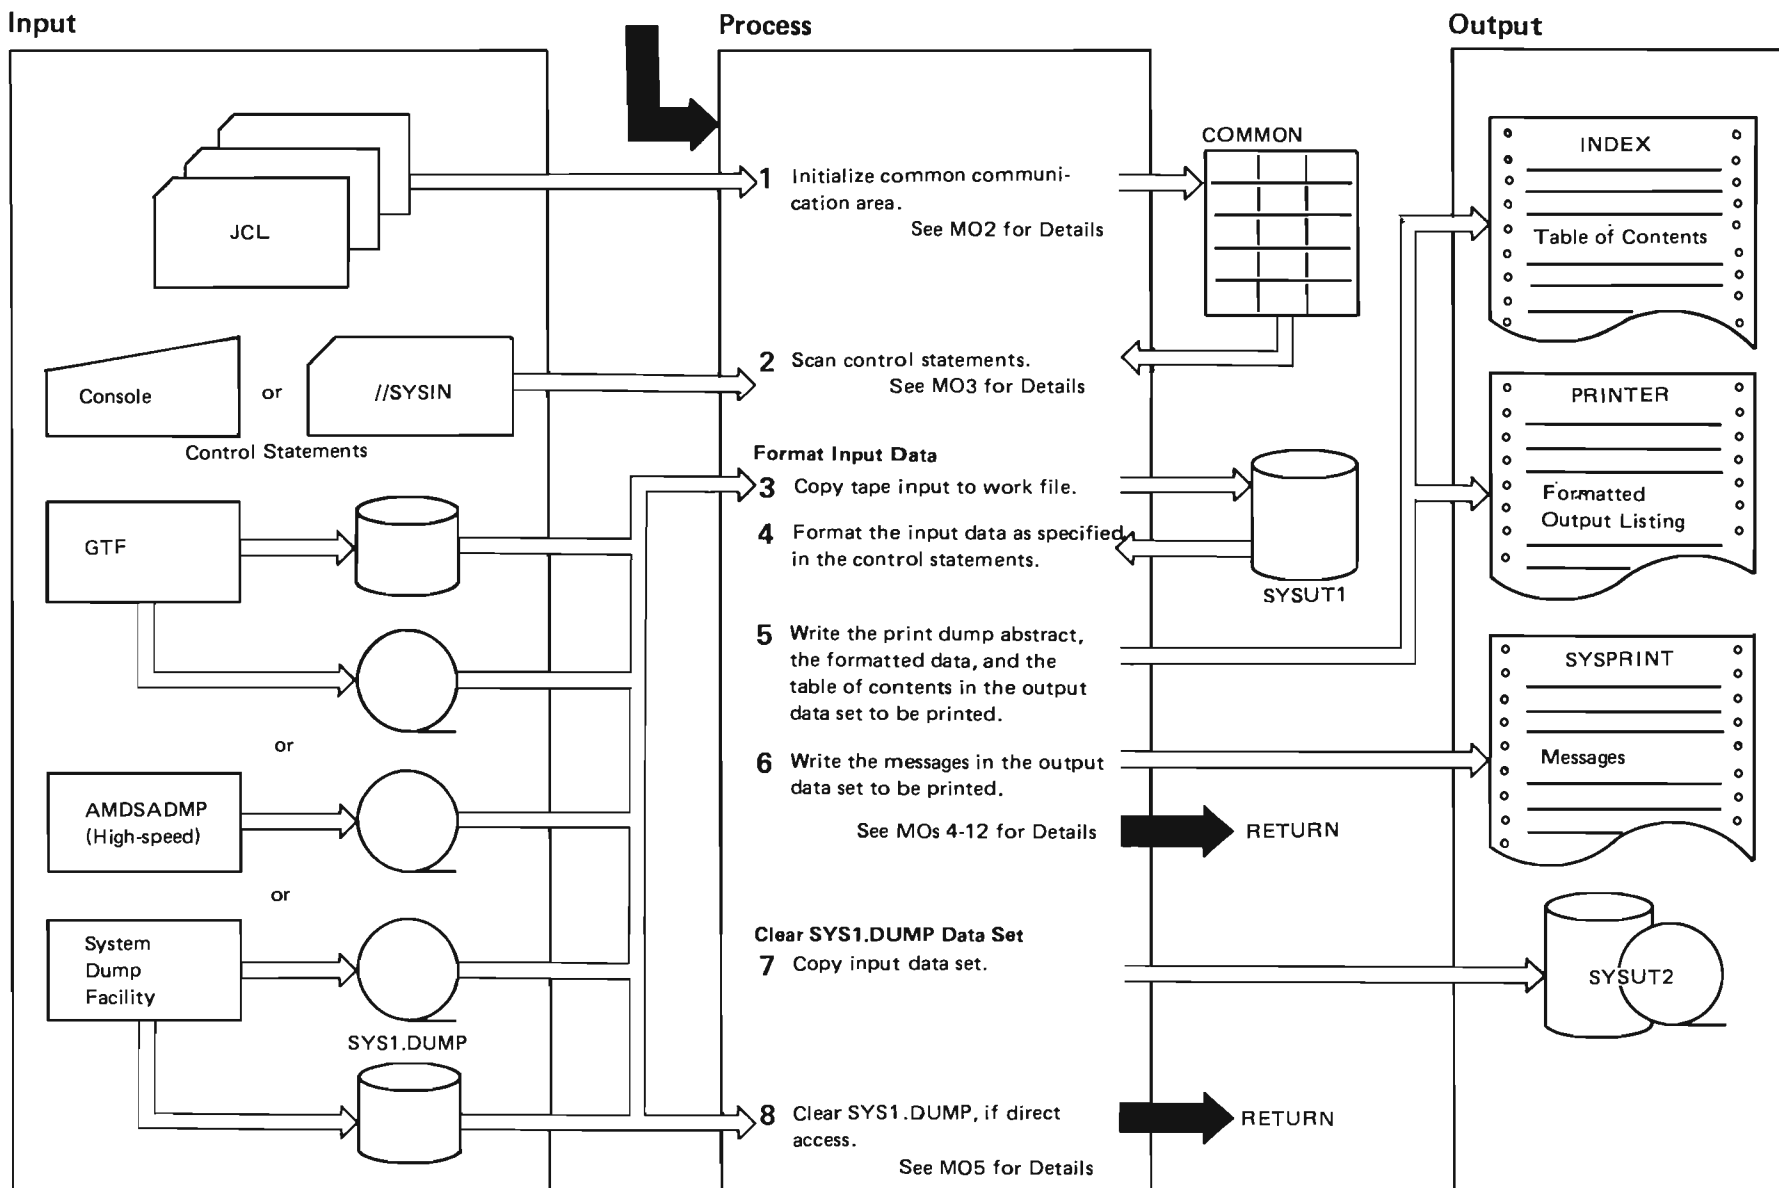 Input
Process
Output
JCL
Console
or
//SYSIN
Control Statements
GTF
or
AMDSADMP
(High-speed)
or
System
Dump
Facility
SYS1.DUMP
1 Initialize common communi-
cation area.
See MO2 for Details
2 Scan control statements.
See MO3 for Details
Format Input Data
3 Copy tape input to work file.
4 Format the input data as specified
in the control statements.
5 Write the print dump abstract,
the formatted data, and the
table of contents in the output
data set to be printed.
6 Write the messages in the output
data set to be printed.
See MOs 4-12 for Details
RETURN
Clear SYS1.DUMP Data Set
7 Copy input data set.
8 Clear SYS1.DUMP, if direct
access.
See MO5 for Details
RETURN
COMMON
SYSUT1
INDEX
Table of Contents
PRINTER
Formatted
Output Listing
SYSPRINT
Messages
SYSUT2